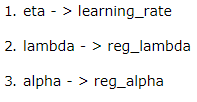 1. eta - > learning_rate
2. lambda - > reg_lambda
3. alpha - > reg_alpha